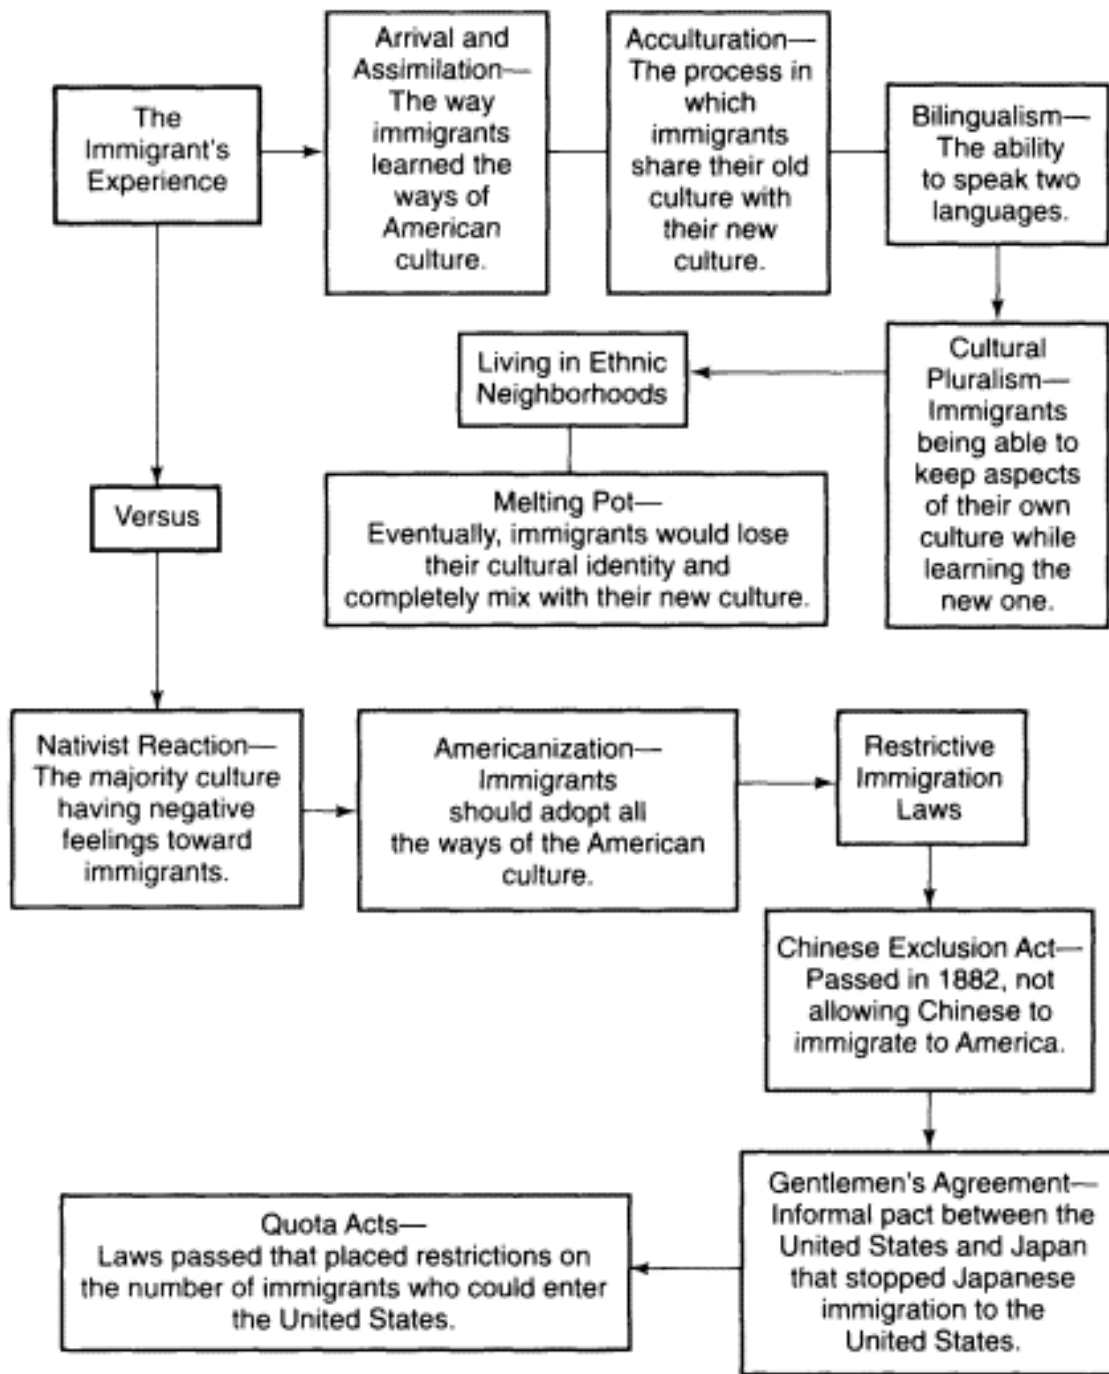 The
Immigrant's
Experience
Arrival and
Assimilation—
The way
immigrants
learned the
ways of
American
culture.
Acculturation—
The process in
which
immigrants
share their old
culture with
their new
culture.
Bilingualism—
The ability
to speak two
languages.
Cultural
Pluralism—
Immigrants
being able to
keep aspects
of their own
culture while
learning the
new one.
Living in Ethnic
Neighborhoods
Melting Pot—
Eventually, immigrants would lose
their cultural identity and
completely mix with their new culture.
Versus
Nativist Reaction—
The majority culture
having negative
feelings toward
immigrants.
Americanization—
Immigrants
should adopt all
the ways of the American
culture.
Restrictive
Immigration
Laws
Chinese Exclusion Act—
Passed in 1882, not
allowing Chinese to
immigrate to America.
Gentlemen's Agreement—
Informal pact between the
United States and Japan
that stopped Japanese
immigration to the
United States.
Quota Acts—
Laws passed that placed restrictions on
the number of immigrants who could enter
the United States.